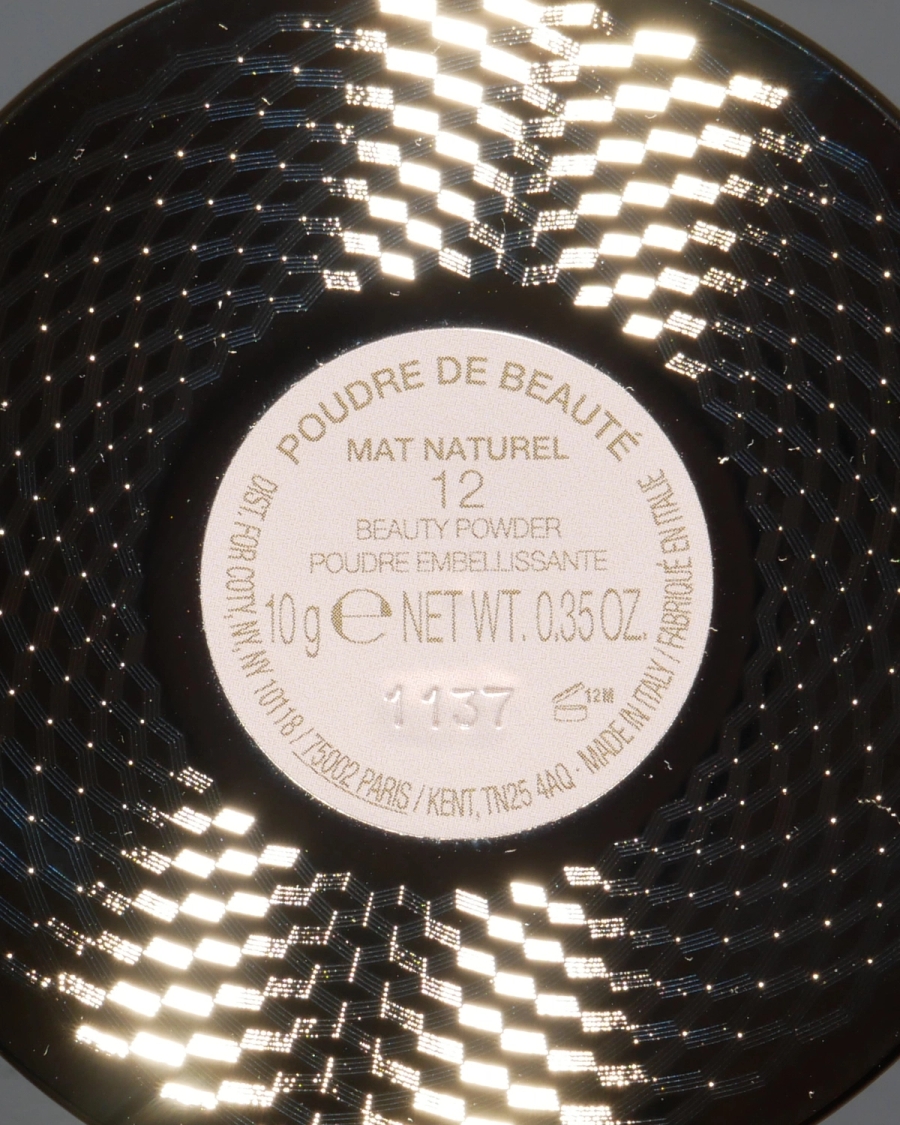 POUDRE DE BEAUTÉ
MAT NATUREL
12
BEAUTY POWDER
POUDRE EMBELLISSANTE
10 g ℮ NET WT. 0.35 OZ.
1137
12M
DIST. FOR COTY, NY, NY 10118 / 75002 PARIS / KENT, TN25 4AQ · MADE IN ITALY / FABRIQUÉ EN ITALIE